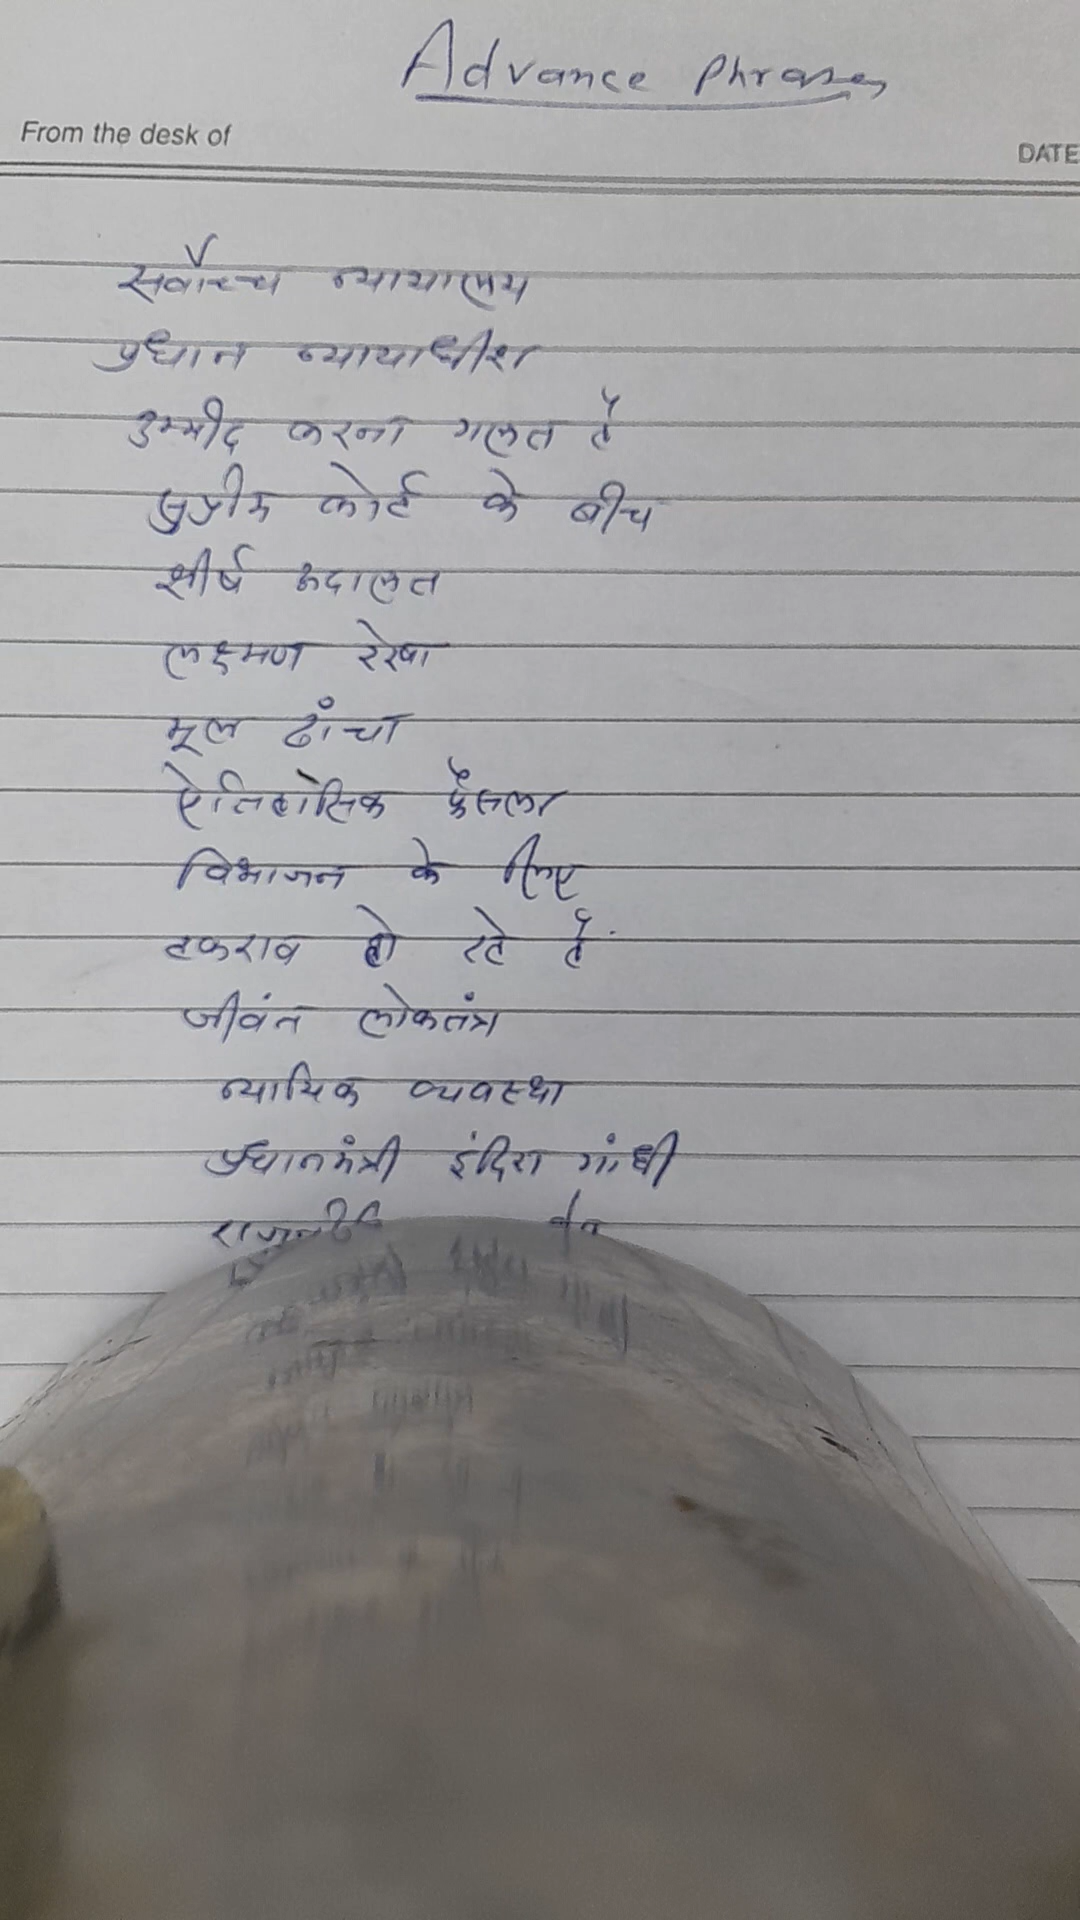 Advance Phrases
From the desk of
DATE
सर्वोच्च न्यायालय
प्रधान न्यायाधीश
उम्मीद करना गलत है
सुप्रीम कोर्ट के बीच
शीर्ष अदालत
लक्ष्मण रेखा
मूल ढांचा
ऐतिहासिक फैसला
विभाजन के लिए
टकराव हो रहे हैं
जीवंत लोकतंत्र
न्यायिक व्यवस्था
प्रधानमंत्री इंदिरा गांधी